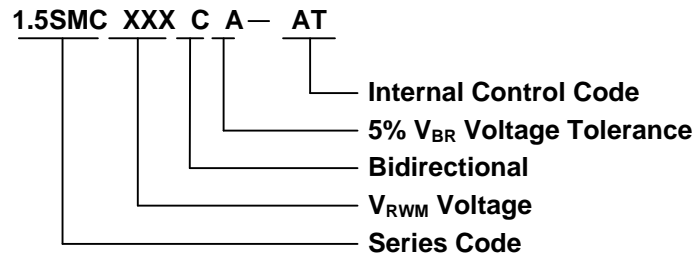 1.5SMC XXX C A— AT
Internal Control Code
5% VBR Voltage Tolerance
Bidirectional
VRWM Voltage
Series Code